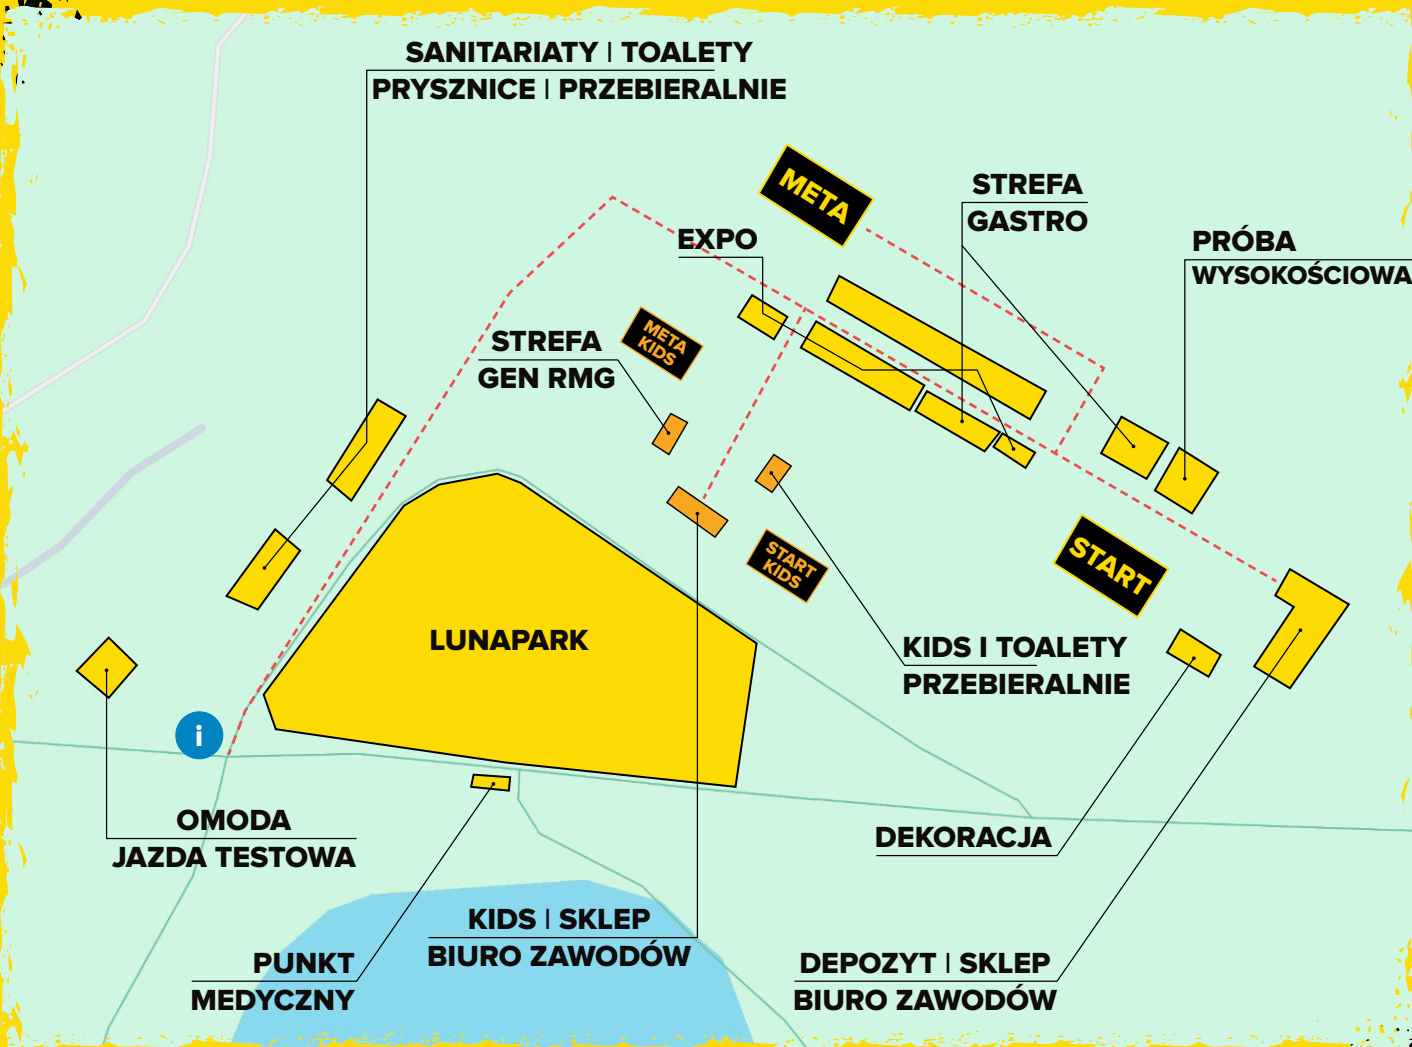 SANITARIATY | TOALETY
PRYSZNICE | PRZEBIERALNIE
META
STREFA
GASTRO
EXPO
PRÓBA
WYSOKOŚCIOWA
META
KIDS
STREFA
GEN RMG
START
KIDS
START
LUNAPARK
KIDS I TOALETY
PRZEBIERALNIE
i
OMODA
JAZDA TESTOWA
DEKORACJA
KIDS | SKLEP
BIURO ZAWODÓW
PUNKT
MEDYCZNY
DEPOZYT | SKLEP
BIURO ZAWODÓW